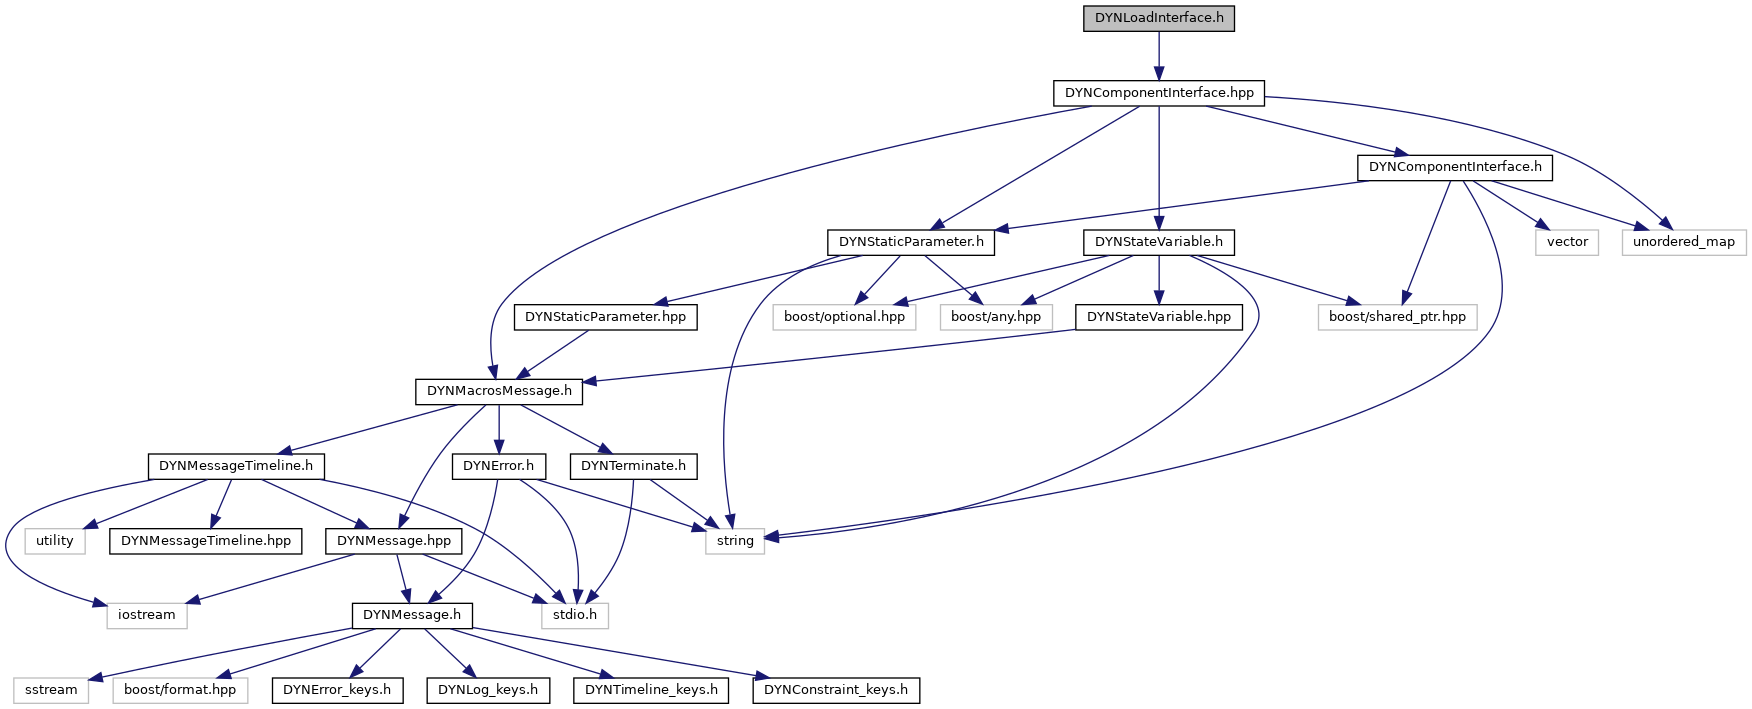 DYNLoadInterface.h
DYNComponentInterface.hpp
DYNComponentInterface.h
DYNStaticParameter.h
DYNStateVariable.h
vector
unordered_map
DYNStaticParameter.hpp
boost/optional.hpp
boost/any.hpp
DYNStateVariable.hpp
boost/shared_ptr.hpp
DYNMacrosMessage.h
DYNMessageTimeline.h
DYNError.h
DYNTerminate.h
utility
DYNMessageTimeline.hpp
DYNMessage.hpp
string
iostream
DYNMessage.h
stdio.h
sstream
boost/format.hpp
DYNError_keys.h
DYNLog_keys.h
DYNTimeline_keys.h
DYNConstraint_keys.h